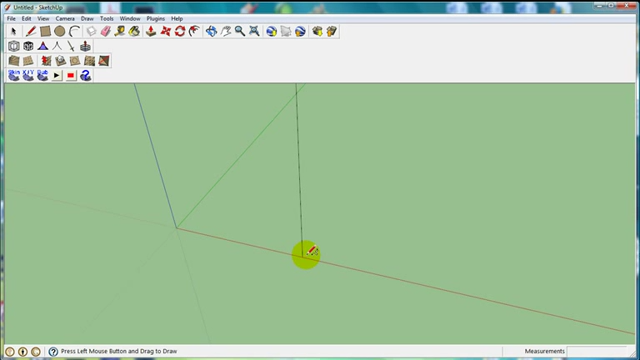 Untitled - SketchUp
File Edit View Camera Draw Tools Window Plugins Help
Press Left Mouse Button and Drag to Draw
Measurements